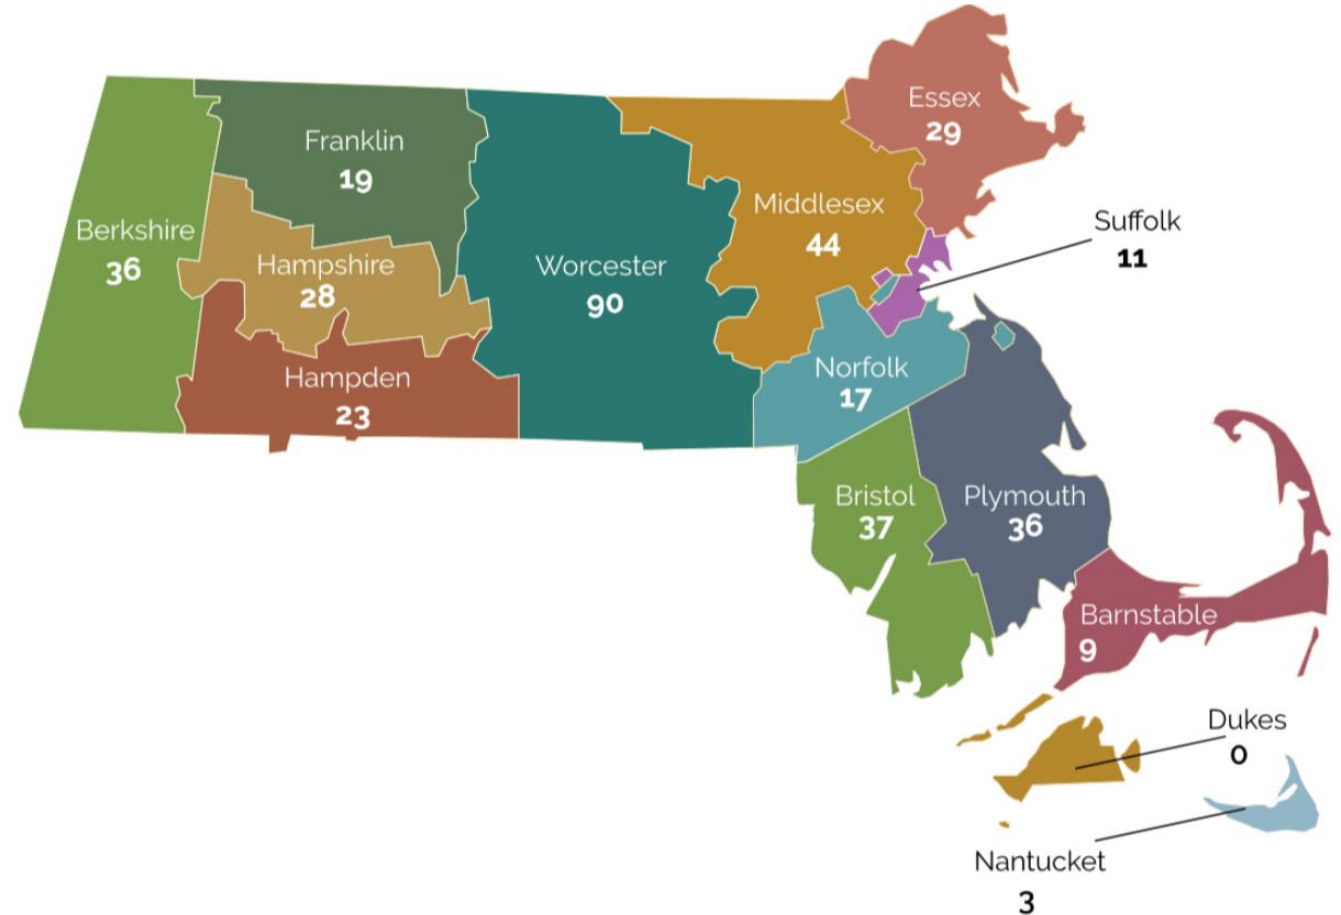 Essex
29
Franklin
19
Middlesex
44
Suffolk
11
Berkshire
36
Hampshire
28
Worcester
90
Hampden
23
Norfolk
17
Bristol
37
Plymouth
36
Barnstable
9
Dukes
0
Nantucket
3